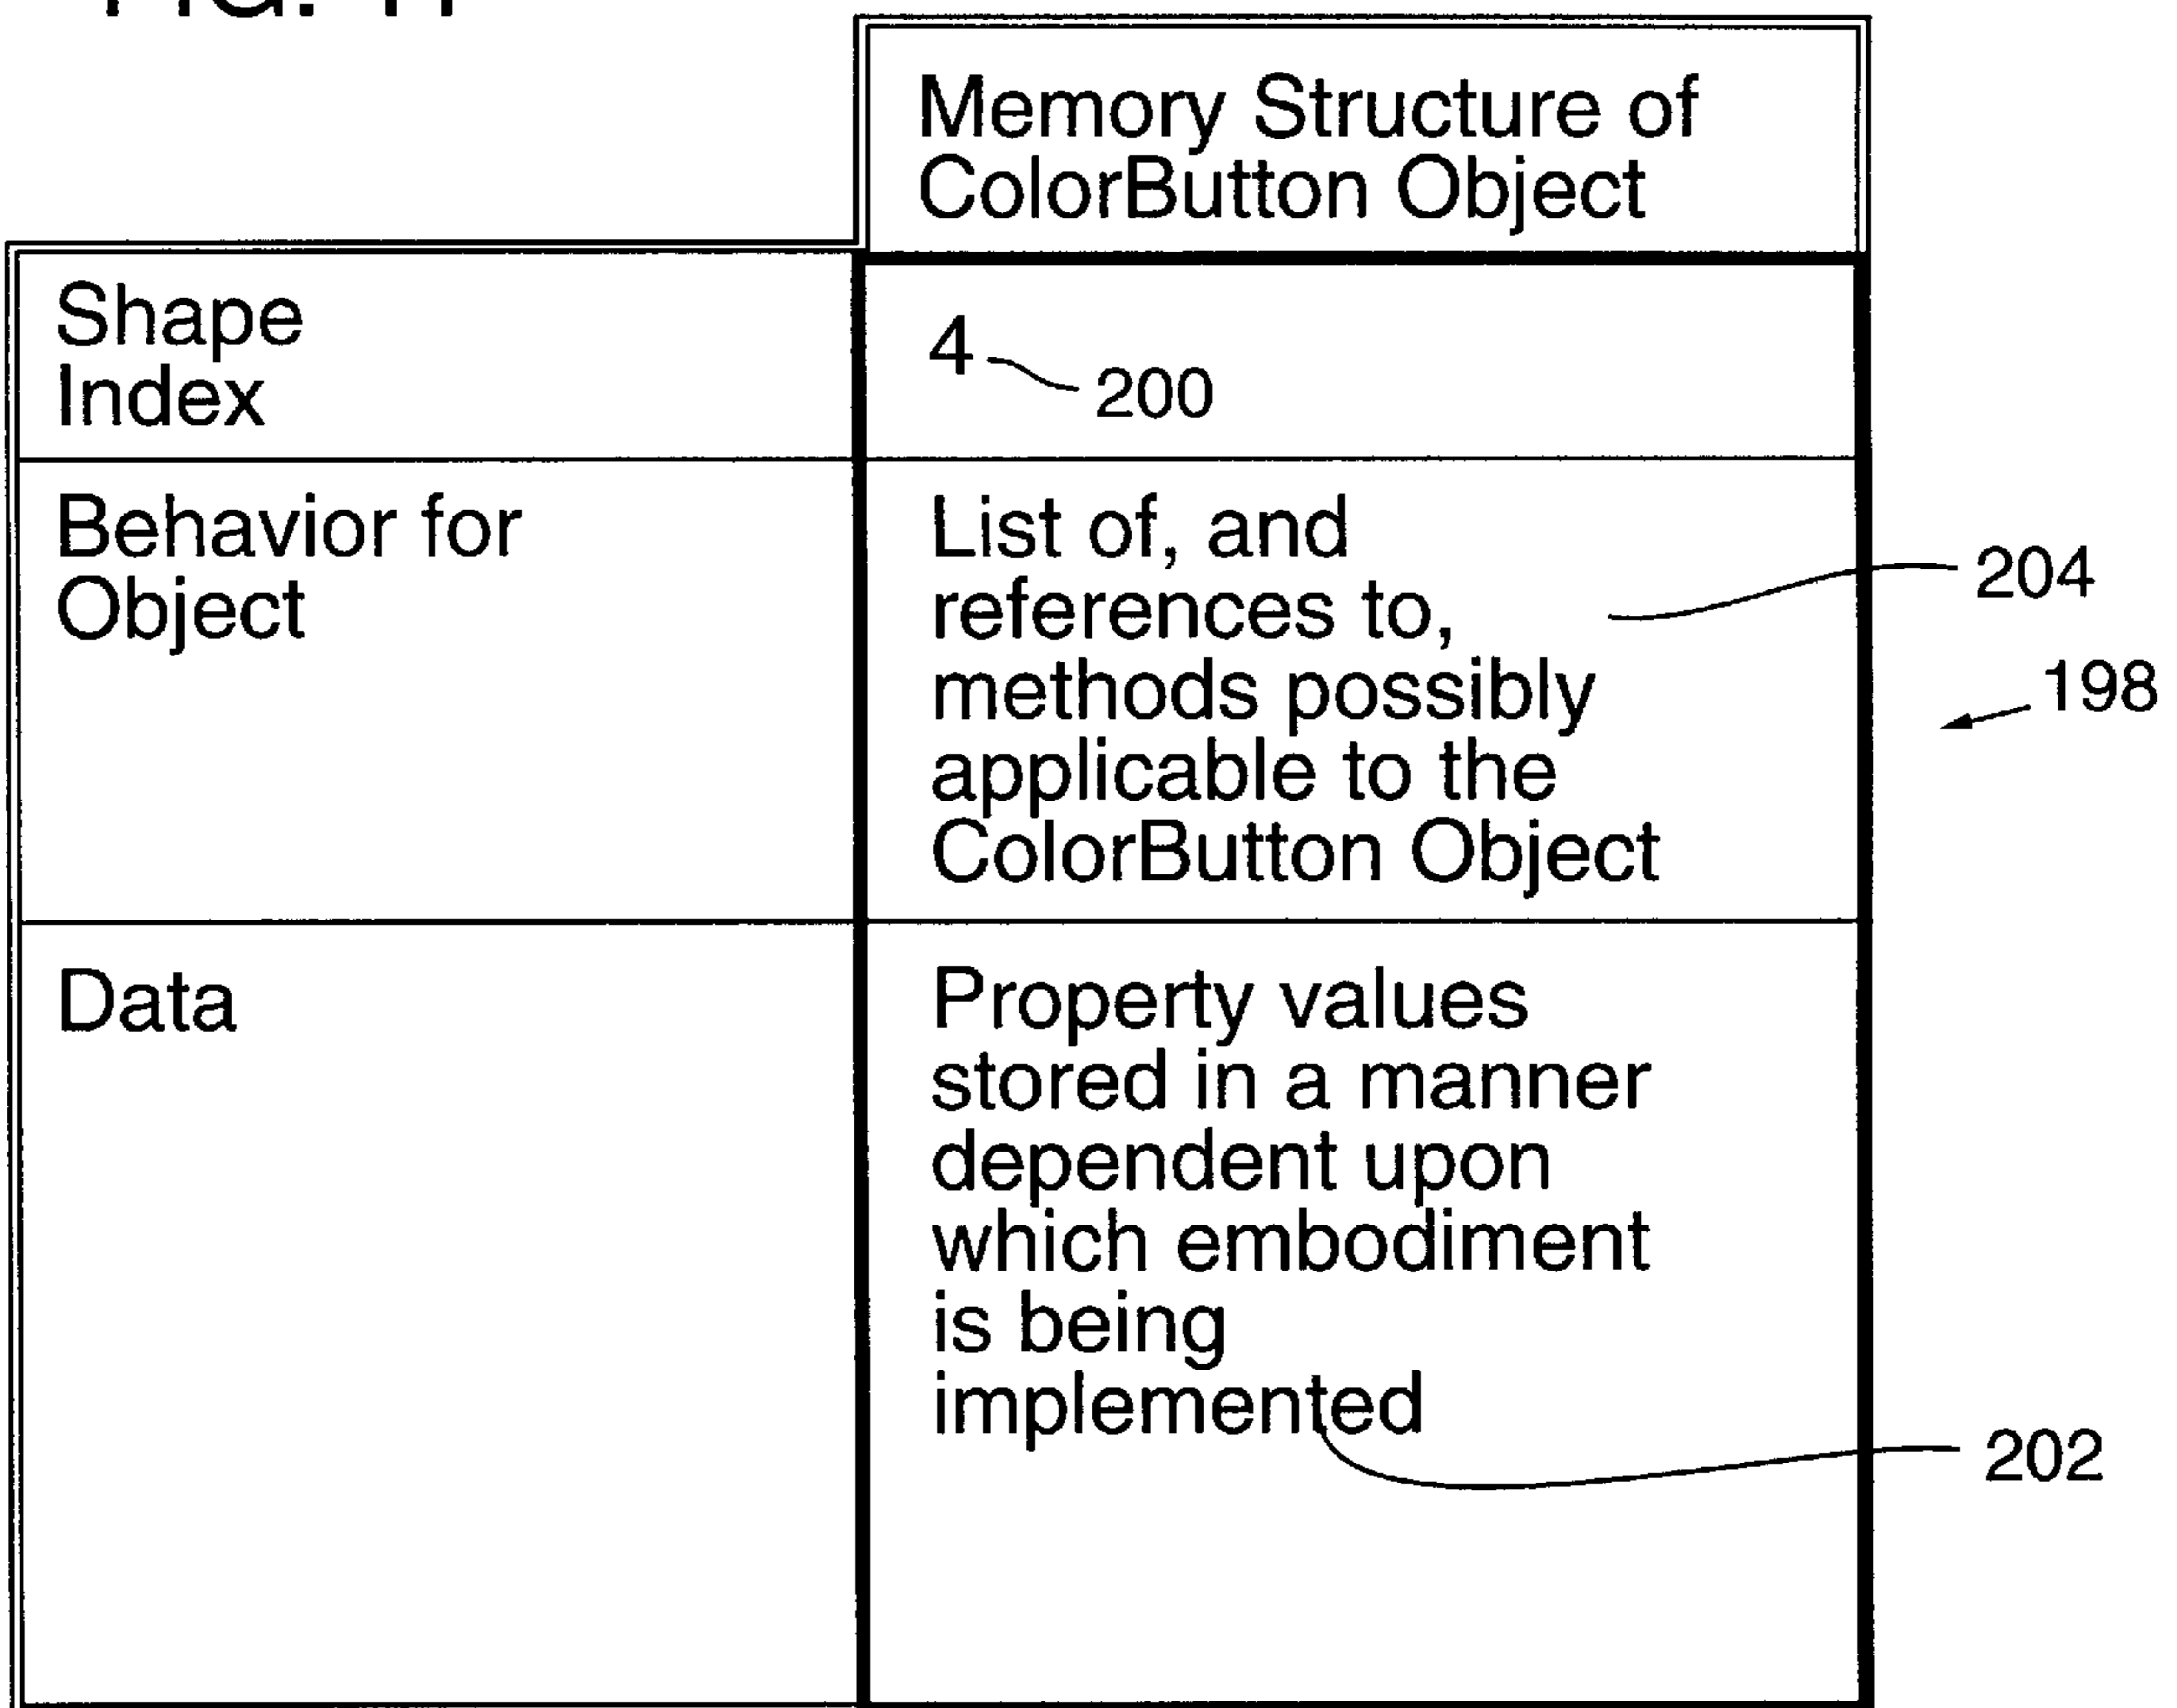 Memory Structure of
ColorButton Object
Shape
Index
4
200
Behavior for
Object
List of, and
references to,
methods possibly
applicable to the
ColorButton Object
204
198
Data
Property values
stored in a manner
dependent upon
which embodiment
is being
implemented
202